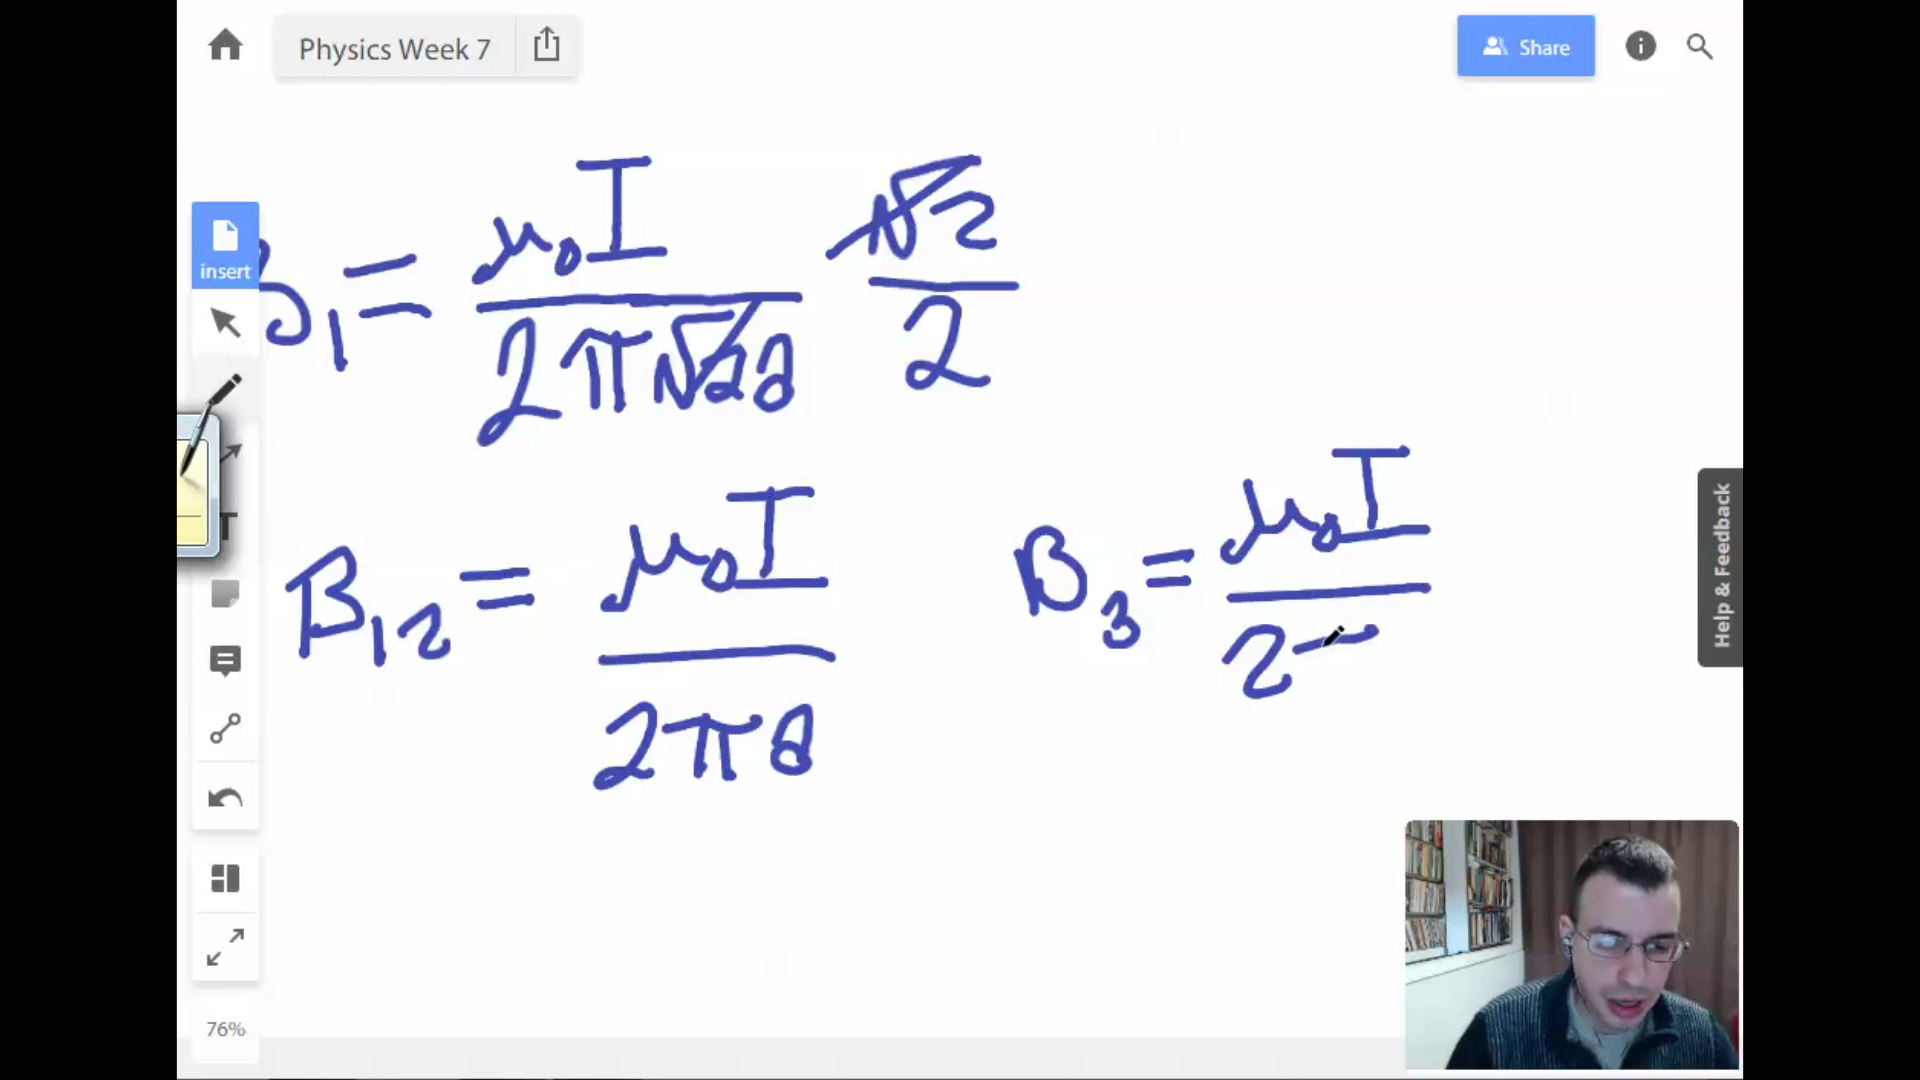 Physics Week 7
Share
insert
B₁ = μ₀I / 2π√2a √2 / 2
T
B₁₂ = μ₀I / 2πa
B₃ = μ₀I / 2
Help & Feedback
76%